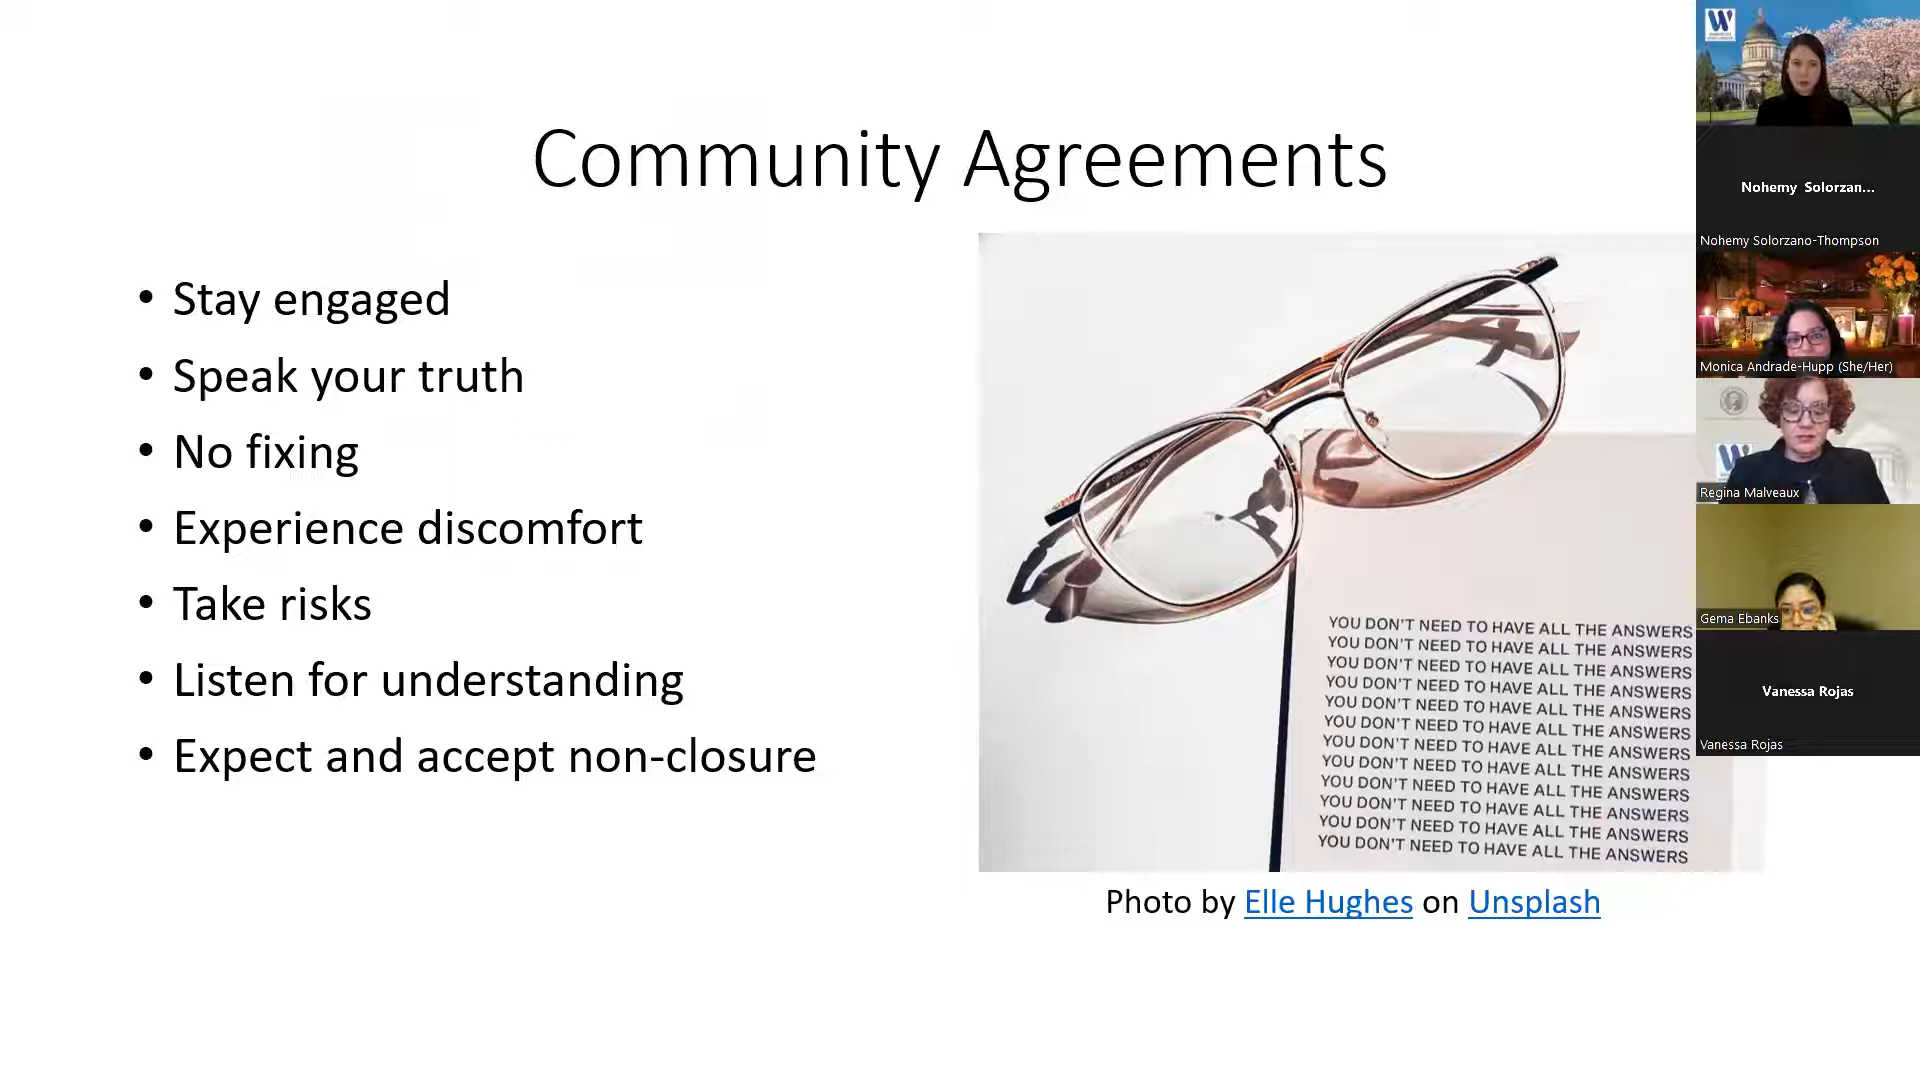 Community Agreements
• Stay engaged
• Speak your truth
• No fixing
• Experience discomfort
• Take risks
• Listen for understanding
• Expect and accept non-closure
YOU DON'T NEED TO HAVE ALL THE ANSWERS
YOU DON'T NEED TO HAVE ALL THE ANSWERS
YOU DON'T NEED TO HAVE ALL THE ANSWERS
YOU DON'T NEED TO HAVE ALL THE ANSWERS
YOU DON'T NEED TO HAVE ALL THE ANSWERS
YOU DON'T NEED TO HAVE ALL THE ANSWERS
YOU DON'T NEED TO HAVE ALL THE ANSWERS
YOU DON'T NEED TO HAVE ALL THE ANSWERS
YOU DON'T NEED TO HAVE ALL THE ANSWERS
YOU DON'T NEED TO HAVE ALL THE ANSWERS
YOU DON'T NEED TO HAVE ALL THE ANSWERS
YOU DON'T NEED TO HAVE ALL THE ANSWERS
Photo by Elle Hughes on Unsplash
W
Nohemy Solorzan...
Nohemy Solorzano-Thompson
Monica Andrade-Hupp (She/Her)
W
Regina Malveaux
Gema Ebanks
Vanessa Rojas
Vanessa Rojas